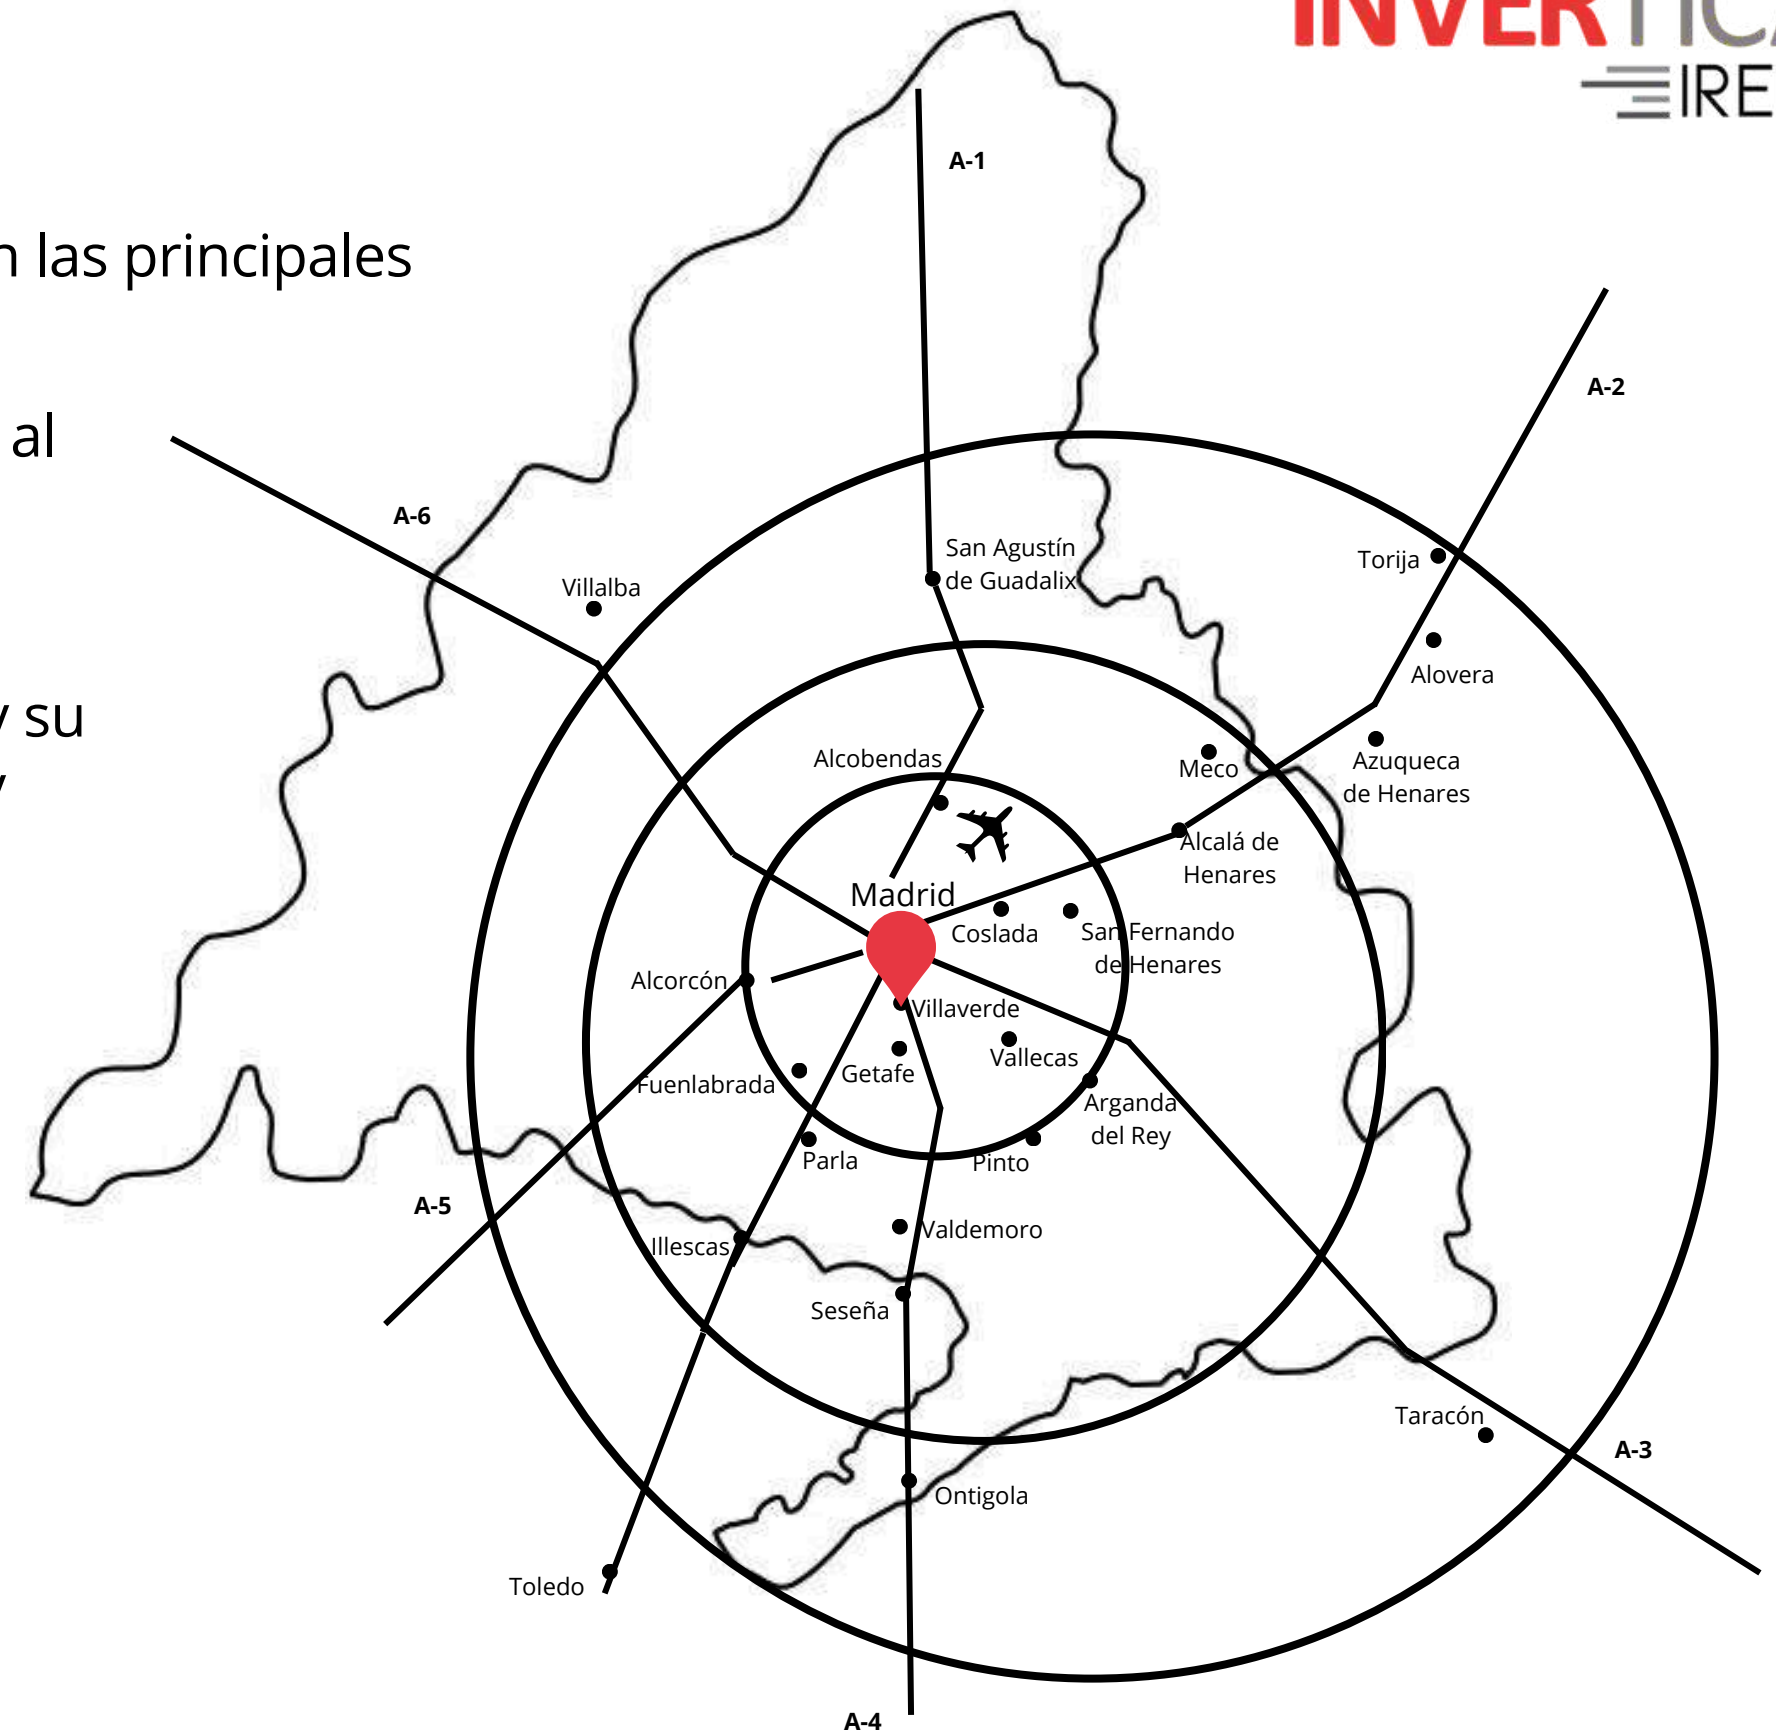 INVERTICA
IRE
n las principales
al
y su
y
A-1
A-2
A-6
San Agustín
de Guadalix
Torija
Villalba
Alovera
Alcobendas
Meco
Azuqueca
de Henares
Alcalá de
Henares
Madrid
Coslada
San Fernando
de Henares
Alcorcón
Villaverde
Vallecas
Getafe
Fuenlabrada
Arganda
del Rey
Parla
Pinto
A-5
Valdemoro
Illescas
Seseña
Taracón
A-3
Ontigola
Toledo
A-4